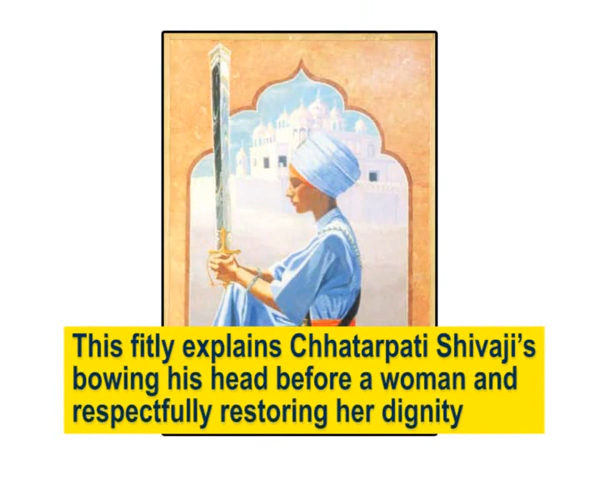 This fitly explains Chhatarpati Shivaji's
bowing his head before a woman and
respectfully restoring her dignity